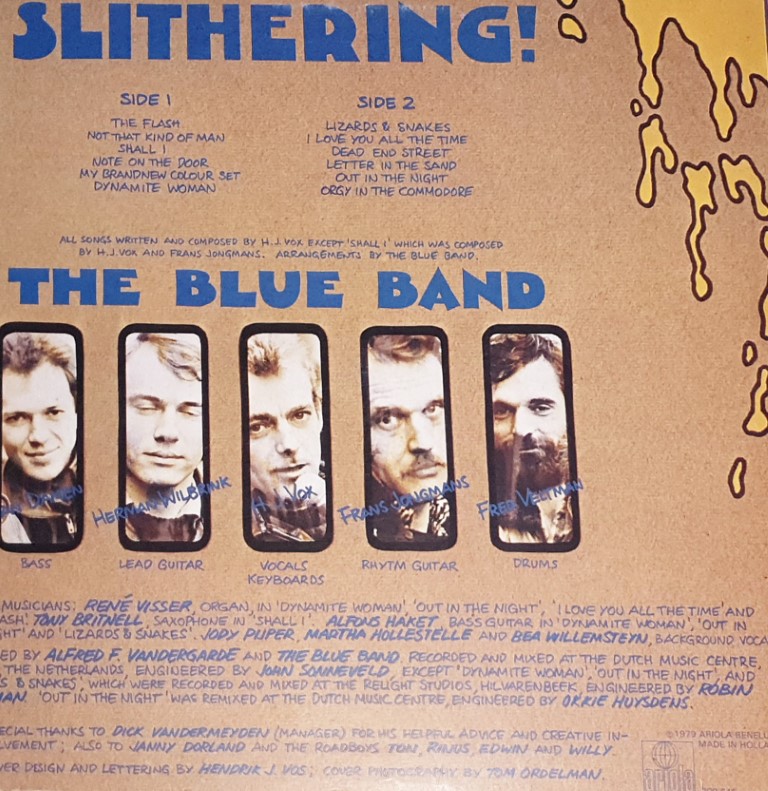 SLITHERING!
SIDE 1
THE FLASH
NOT THAT KIND OF MAN
SHALL I
NOTE ON THE DOOR
MY BRANDNEW COLOUR SET
DYNAMITE WOMAN
SIDE 2
LIZARDS & SNAKES
I LOVE YOU ALL THE TIME
DEAD END STREET
LETTER IN THE SAND
OUT IN THE NIGHT
ORGY IN THE COMMODORE
ALL SONGS WRITTEN AND COMPOSED BY H.J. VOX EXCEPT 'SHALL I' WHICH WAS COMPOSED
BY H.J. VOX AND FRANS JONGMANS. ARRANGEMENTS BY THE BLUE BAND.
THE BLUE BAND
HERMAN WILBRINK
H.J. VOX
FRANS JONGMANS
FRED VELTMAN
BASS
LEAD GUITAR
VOCALS
KEYBOARDS
RHYTM GUITAR
DRUMS
MUSICIANS: RENÉ VISSER, ORGAN, IN 'DYNAMITE WOMAN', 'OUT IN THE NIGHT', 'I LOVE YOU ALL THE TIME' AND
ASH'. TONY BRITNELL, SAXOPHONE IN 'SHALL I'. ALFONS HAKET, BASS GUITAR IN 'DYNAMITE WOMAN', 'OUT IN
GHT' AND 'LIZARDS & SNAKES'. JODY PIJPER, MARTHA HOLLESTELLE AND BEA WILLEMSTEYN, BACKGROUND VOCA
ED BY ALFRED F. VANDERGARDE AND THE BLUE BAND. RECORDED AND MIXED AT THE DUTCH MUSIC CENTRE,
THE NETHERLANDS, ENGINEERED BY JOHN SONNEVELD, EXCEPT 'DYNAMITE WOMAN', 'OUT IN THE NIGHT', AND
S & SNAKES', WHICH WERE RECORDED AND MIXED AT THE RELIGHT STUDIOS, HILVARENBEEK, ENGINEERED BY ROBIN
MAN. 'OUT IN THE NIGHT' WAS REMIXED AT THE DUTCH MUSIC CENTRE, ENGINEERED BY OKKIE HUYSDENS.
ECIAL THANKS TO DICK VANDERMEYDEN (MANAGER) FOR HIS HELPFUL ADVICE AND CREATIVE IN-
LVEMENT; ALSO TO JANNY DORLAND AND THE ROADBOYS TON, RINUS, EDWIN AND WILLY.
VER DESIGN AND LETTERING BY HENDRIK J. VOS; COVER PHOTOGRAPHY BY TOM ORDELMAN.
©1979 ARIOLA BENELU
MADE IN HOLLA
ariola